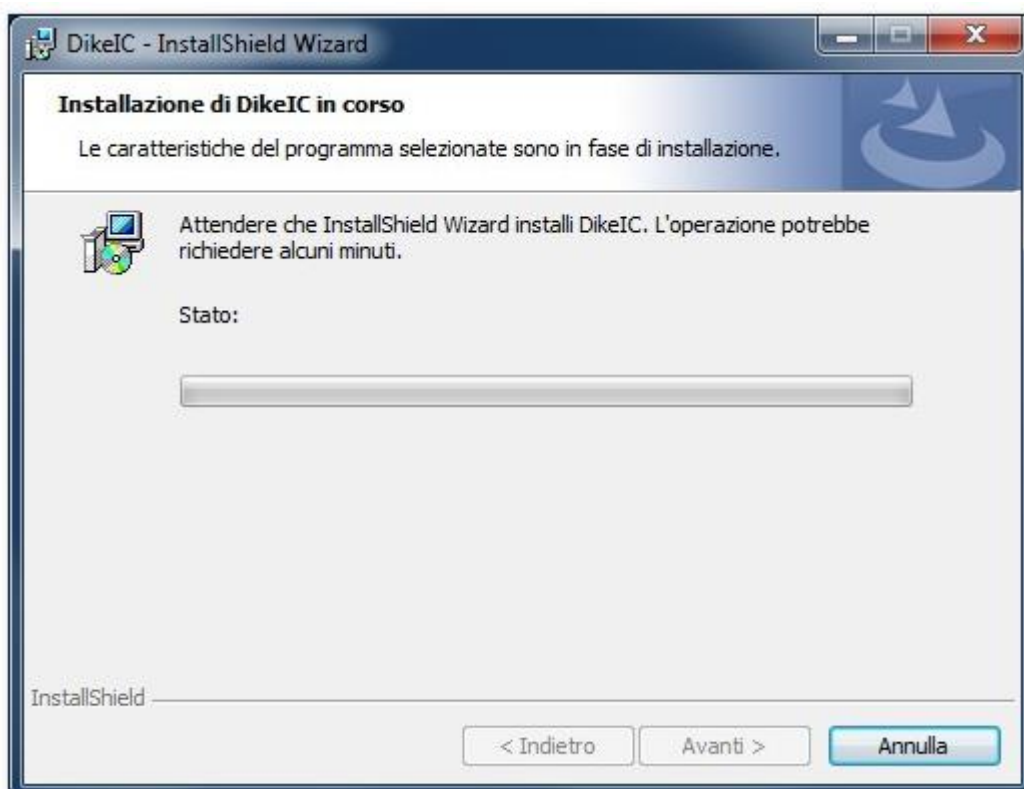 DikeIC - InstallShield Wizard
Installazione di DikeIC in corso
Le caratteristiche del programma selezionate sono in fase di installazione.
Attendere che InstallShield Wizard installi DikeIC. L'operazione potrebbe
richiedere alcuni minuti.
Stato:
InstallShield
< Indietro
Avanti >
Annulla